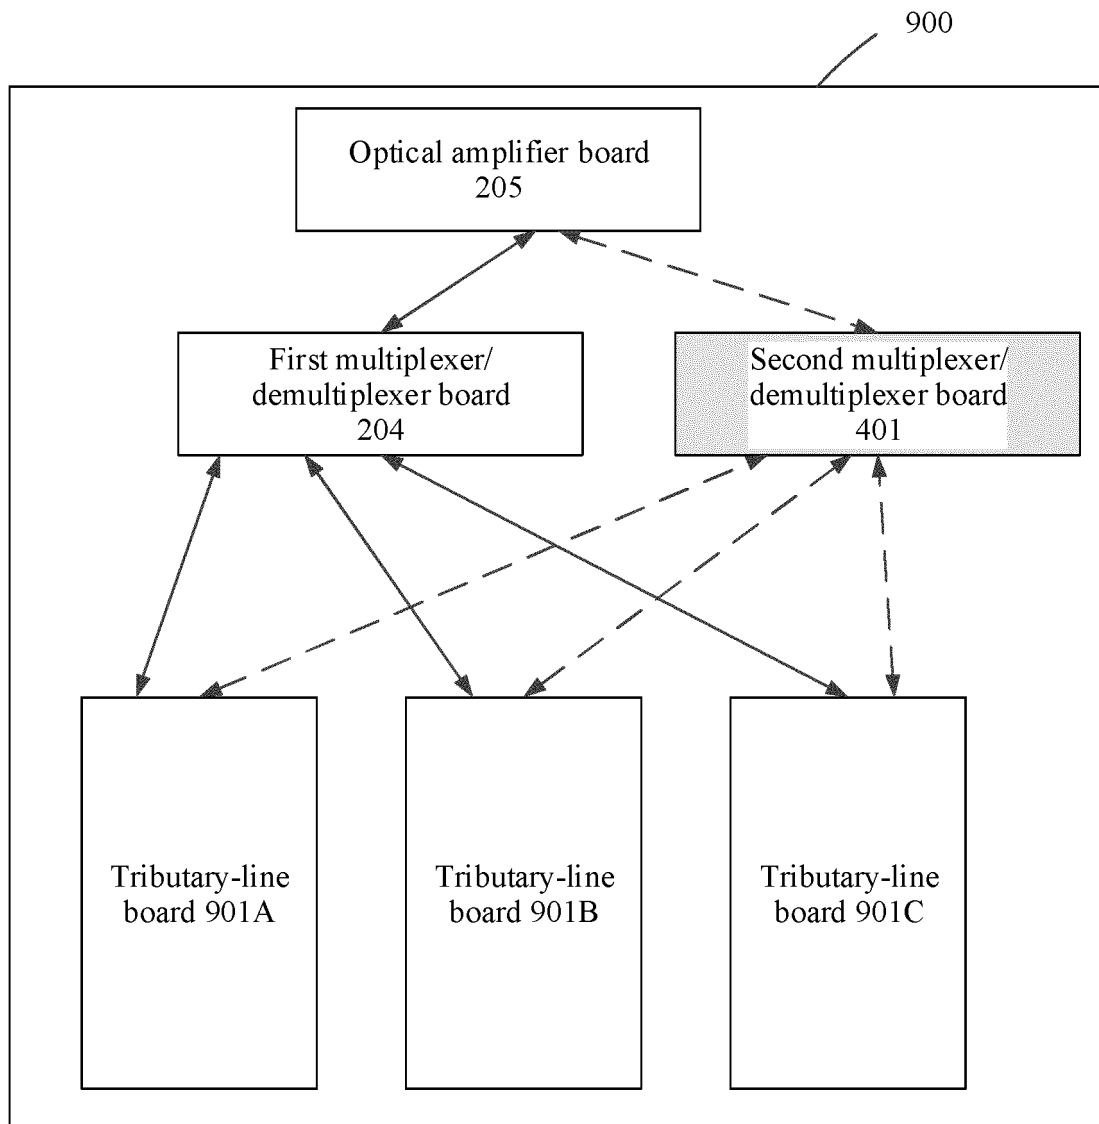 900
Optical amplifier board
205
First multiplexer/
demultiplexer board
204
Second multiplexer/
demultiplexer board
401
Tributary-line
board 901A
Tributary-line
board 901B
Tributary-line
board 901C